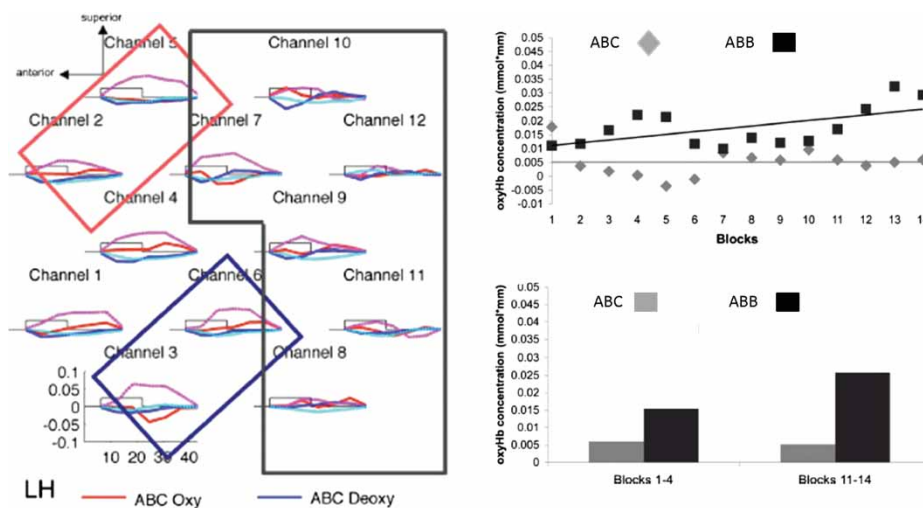 superior
anterior
Channel 5
Channel 10
Channel 2
Channel 7
Channel 12
Channel 4
Channel 9
Channel 1
Channel 6
Channel 11
Channel 3
Channel 8
0.1
0.05
0
-0.05
-0.1
10 20 30 40
LH
ABC Oxy
ABC Deoxy
oxyHb concentration (mmol*mm)
ABC
ABB
0.05
0.045
0.04
0.035
0.03
0.025
0.02
0.015
0.01
0.005
0
-0.005
-0.01
1 2 3 4 5 6 7 8 9 10 11 12 13
Blocks
oxyHb concentration (mmol*mm)
ABC
ABB
0.05
0.045
0.04
0.035
0.03
0.025
0.02
0.015
0.01
0.005
0
Blocks 1-4
Blocks 11-14